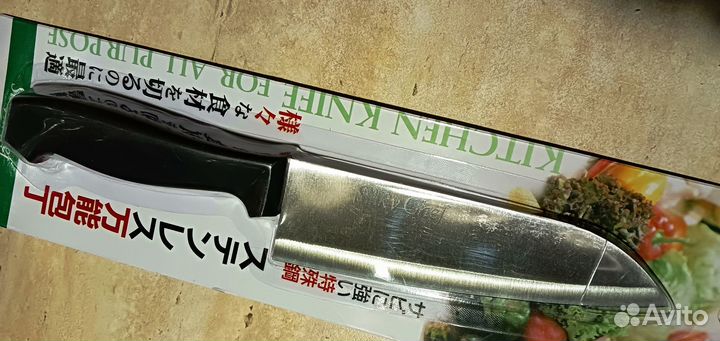 KITCHEN KNIFE FOR ALL PURPOSE
様々な食材を切るのに最適
ステンレス万能包丁
サビに強い特殊鋼
Avito